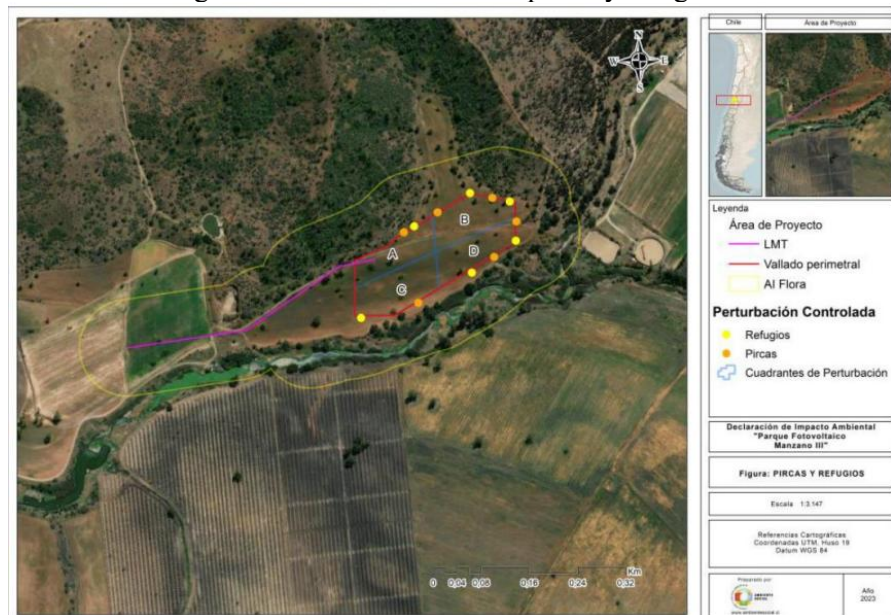 Chile
Área de Proyecto
N
W
E
S
A
B
C
D
Leyenda
Área de Proyecto
LMT
Vallado perimetral
AI Flora
Perturbación Controlada
Refugios
Pircas
Cuadrantes de Perturbación
Declaración de Impacto Ambiental
"Parque Fotovoltaico
Manzano III"
Figura: PIRCAS Y REFUGIOS
Escala 1:3.147
Referencias Cartográficas
Coordenadas UTM, Huso 19
Datum WGS 84
Km
0 0,04 0,08 0,16 0,24 0,32
Preparado por
Año
2023